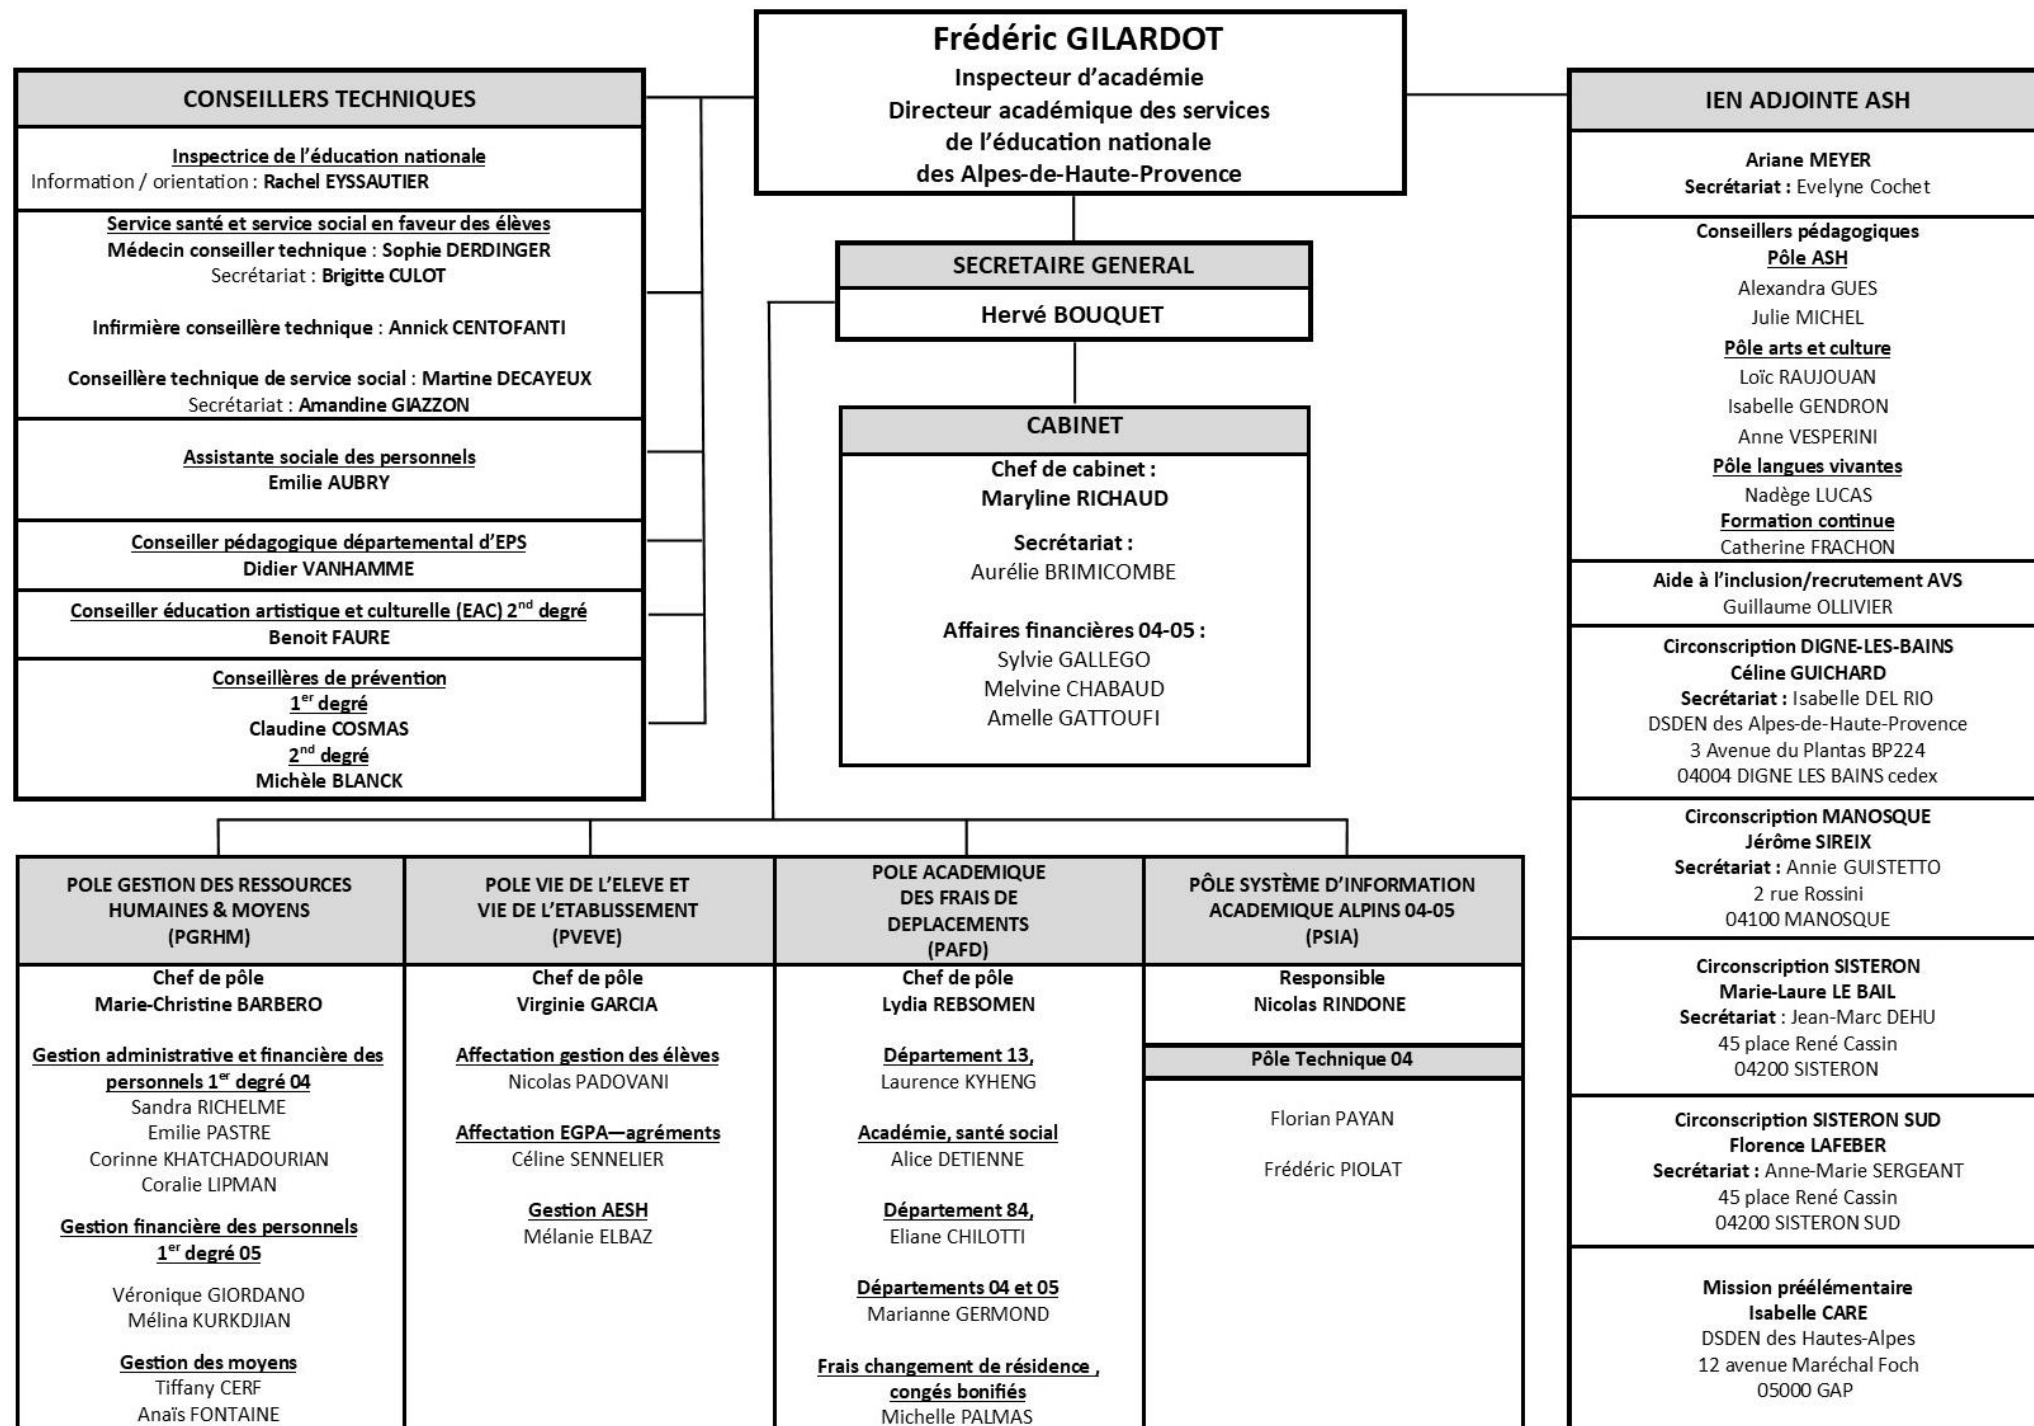 Frédéric GILARDOT
Inspecteur d’académie
Directeur académique des services
de l’éducation nationale
des Alpes-de-Haute-Provence
CONSEILLERS TECHNIQUES
Inspectrice de l’éducation nationale
Information / orientation : Rachel EYSSAUTIER
Service santé et service social en faveur des élèves
Médecin conseiller technique : Sophie DERDINGER
Secrétariat : Brigitte CULOT
Infirmière conseillère technique : Annick CENTOFANTI
Conseillère technique de service social : Martine DECAYEUX
Secrétariat : Amandine GIAZZON
Assistante sociale des personnels
Emilie AUBRY
Conseiller pédagogique départemental d’EPS
Didier VANHAMME
Conseiller éducation artistique et culturelle (EAC) 2nd degré
Benoit FAURE
Conseillères de prévention
1er degré
Claudine COSMAS
2nd degré
Michèle BLANCK
SECRETAIRE GENERAL
Hervé BOUQUET
CABINET
Chef de cabinet :
Maryline RICHAUD
Secrétariat :
Aurélie BRIMICOMBE
Affaires financières 04-05 :
Sylvie GALLEGO
Melvine CHABAUD
Amelle GATTOUFI
IEN ADJOINTE ASH
Ariane MEYER
Secrétariat : Evelyne Cochet
Conseillers pédagogiques
Pôle ASH
Alexandra GUES
Julie MICHEL
Pôle arts et culture
Loïc RAUJOUAN
Isabelle GENDRON
Anne VESPERINI
Pôle langues vivantes
Nadège LUCAS
Formation continue
Catherine FRACHON
Aide à l’inclusion/recrutement AVS
Guillaume OLLIVIER
Circonscription DIGNE-LES-BAINS
Céline GUICHARD
Secrétariat : Isabelle DEL RIO
DSDEN des Alpes-de-Haute-Provence
3 Avenue du Plantas BP224
04004 DIGNE LES BAINS cedex
Circonscription MANOSQUE
Jérôme SIREIX
Secrétariat : Annie GUISTETTO
2 rue Rossini
04100 MANOSQUE
Circonscription SISTERON
Marie-Laure LE BAIL
Secrétariat : Jean-Marc DEHU
45 place René Cassin
04200 SISTERON
Circonscription SISTERON SUD
Florence LAFEBER
Secrétariat : Anne-Marie SERGEANT
45 place René Cassin
04200 SISTERON SUD
Mission préélémentaire
Isabelle CARE
DSDEN des Hautes-Alpes
12 avenue Maréchal Foch
05000 GAP
POLE GESTION DES RESSOURCES
HUMAINES & MOYENS
(PGRHM)
Chef de pôle
Marie-Christine BARBERO
Gestion administrative et financière des
personnels 1er degré 04
Sandra RICHELME
Emilie PASTRE
Corinne KHATCHADOURIAN
Coralie LIPMAN
Gestion financière des personnels
1er degré 05
Véronique GIORDANO
Mélina KURKDJIAN
Gestion des moyens
Tiffany CERF
Anaïs FONTAINE
POLE VIE DE L’ELEVE ET
VIE DE L’ETABLISSEMENT
(PVEVE)
Chef de pôle
Virginie GARCIA
Affectation gestion des élèves
Nicolas PADOVANI
Affectation EGPA—agréments
Céline SENNELIER
Gestion AESH
Mélanie ELBAZ
POLE ACADEMIQUE
DES FRAIS DE
DEPLACEMENTS
(PAFD)
Chef de pôle
Lydia REBSOMEN
Département 13,
Laurence KYHENG
Académie, santé social
Alice DETIENNE
Département 84,
Eliane CHILOTTI
Départements 04 et 05
Marianne GERMOND
Frais changement de résidence ,
congés bonifiés
Michelle PALMAS
PÔLE SYSTÈME D’INFORMATION
ACADEMIQUE ALPINS 04-05
(PSIA)
Responsible
Nicolas RINDONE
Pôle Technique 04
Florian PAYAN
Frédéric PIOLAT